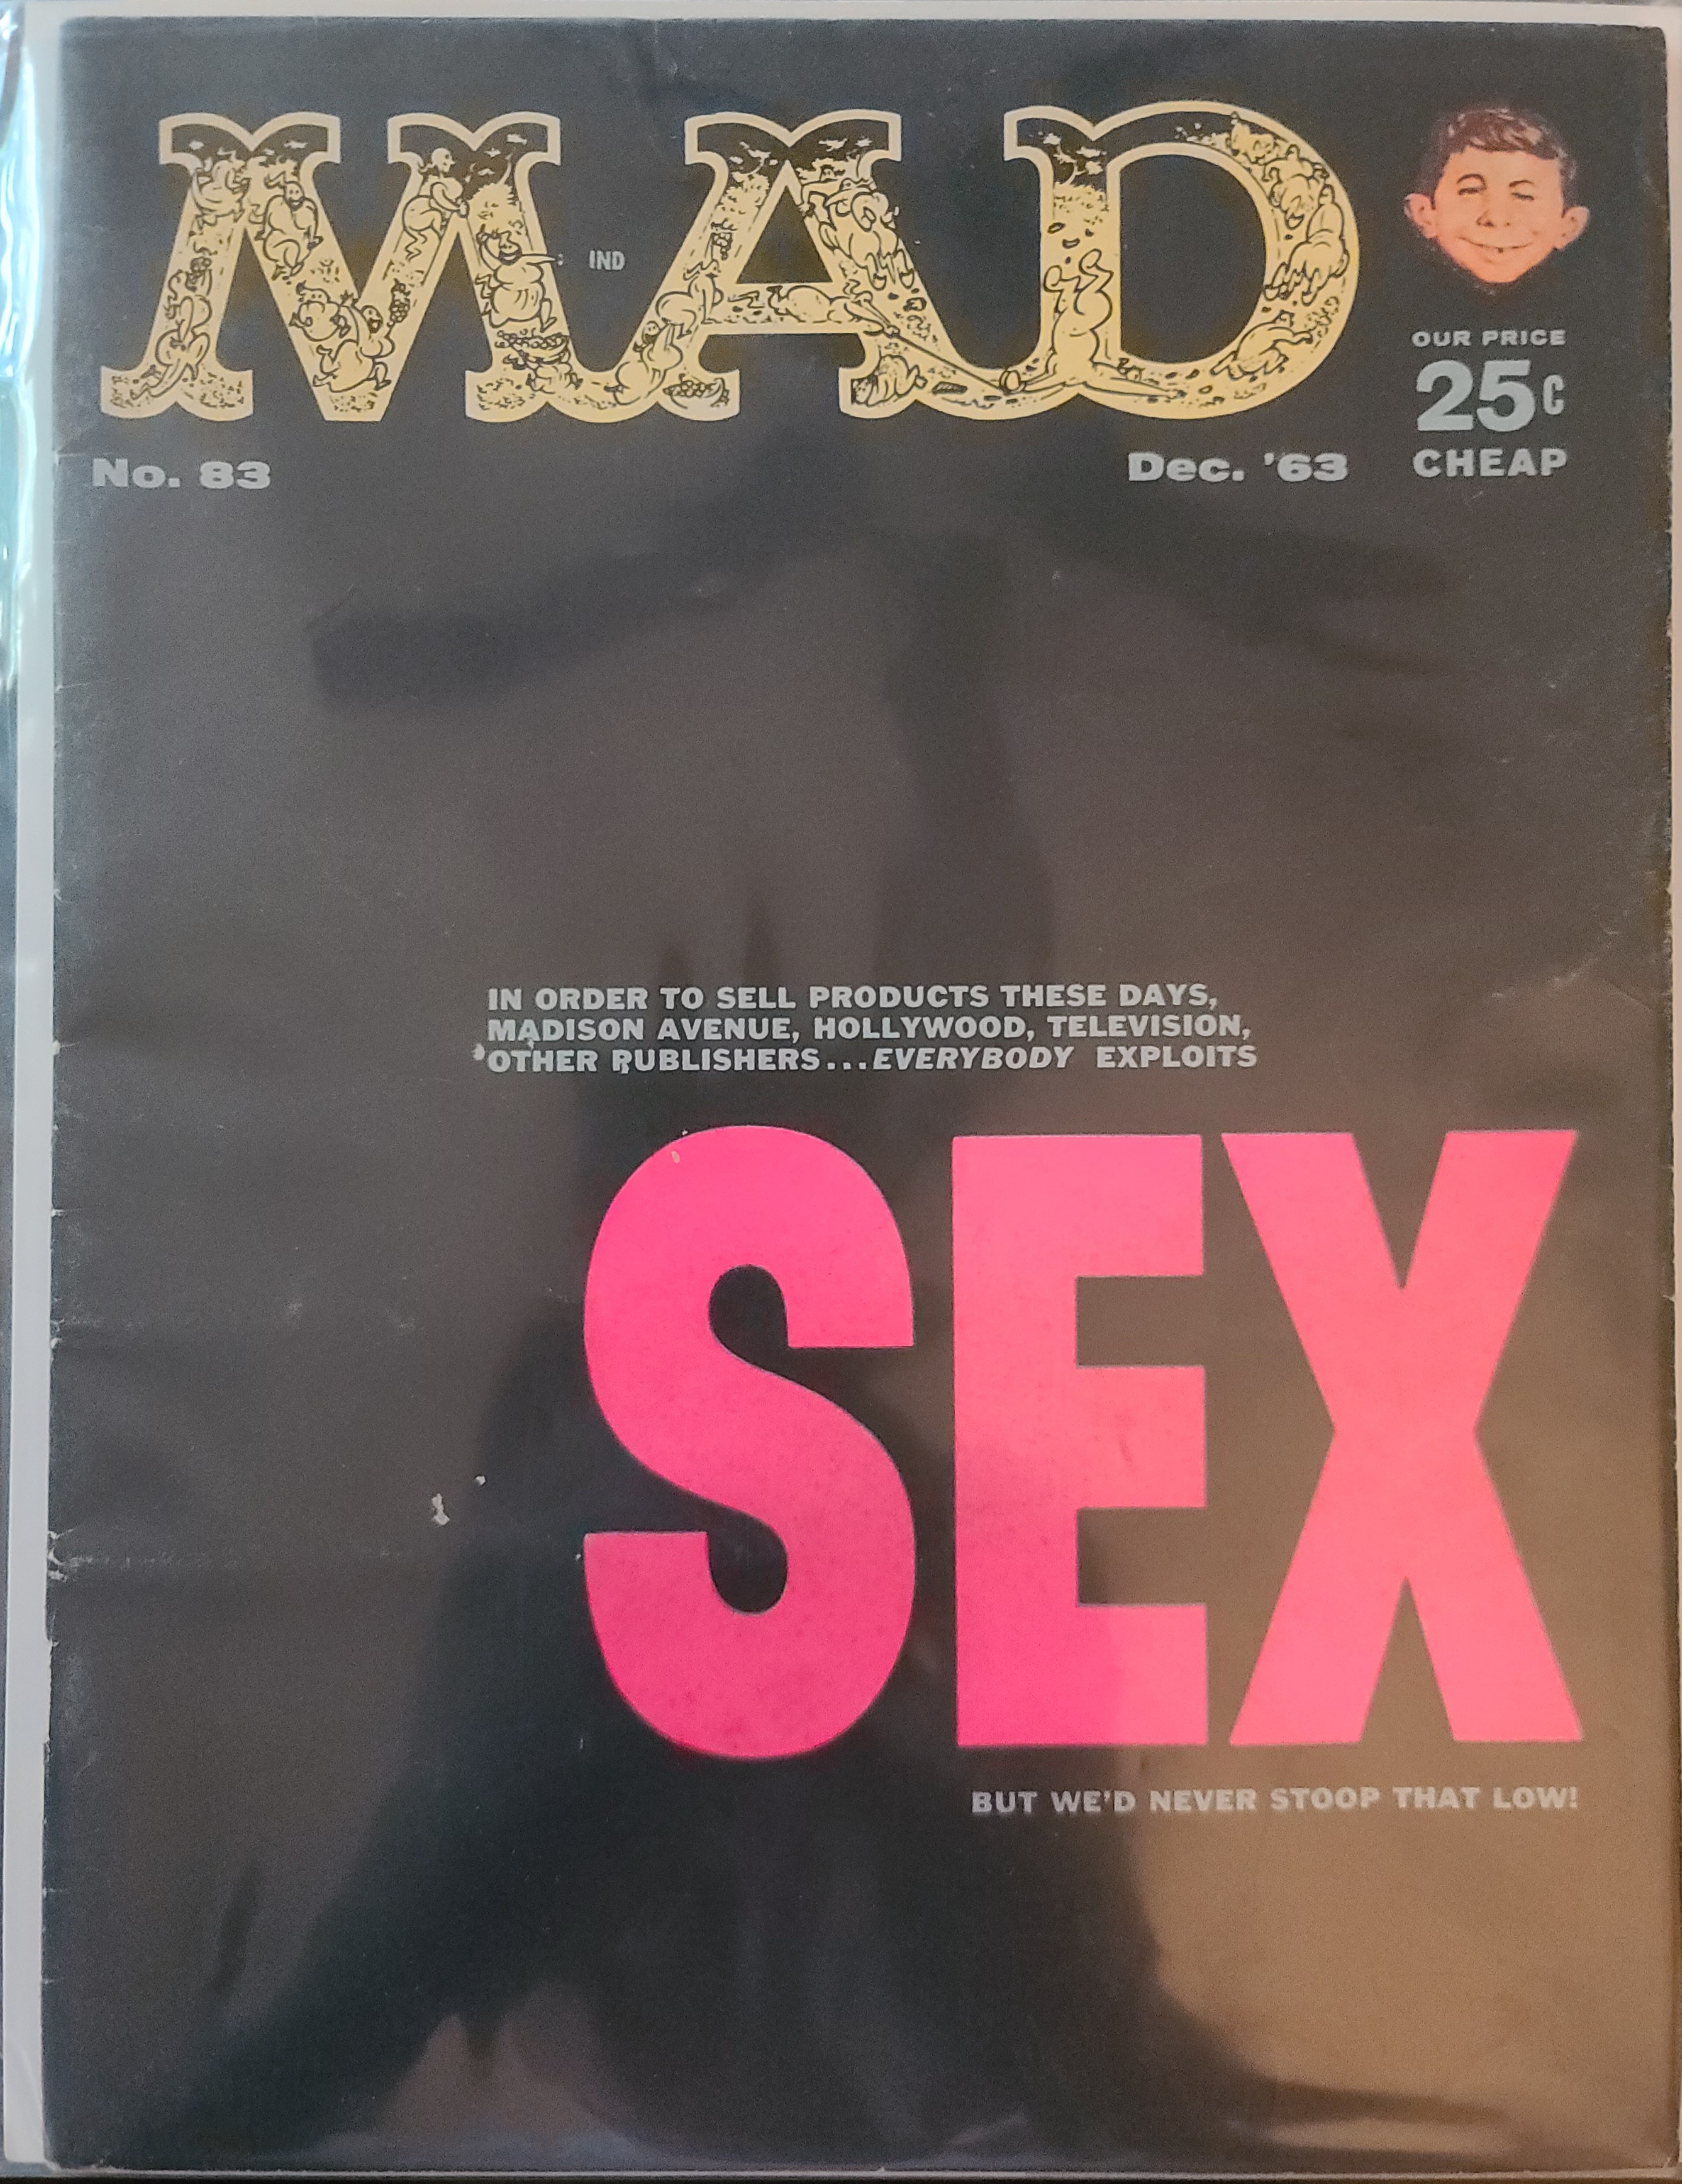 MAD
IND
OUR PRICE
25c
CHEAP
No. 83
Dec. '63
IN ORDER TO SELL PRODUCTS THESE DAYS,
MADISON AVENUE, HOLLYWOOD, TELEVISION,
OTHER PUBLISHERS...EVERYBODY EXPLOITS
SEX
BUT WE'D NEVER STOOP THAT LOW!